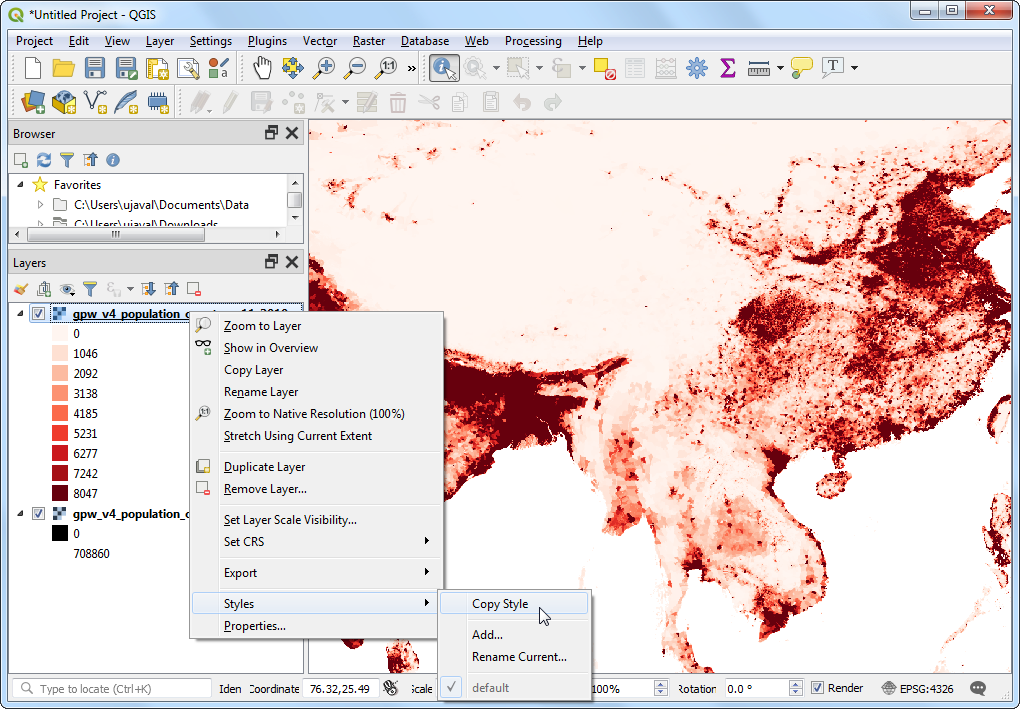 *Untitled Project - QGIS
Project Edit View Layer Settings Plugins Vector Raster Database Web Processing Help
Browser
Favorites
C:\Users\ujaval\Documents\Data
C:\Users\ujaval\Downloads
Layers
gpw_v4_population_
0
1046
2092
3138
4185
5231
6277
7242
8047
gpw_v4_population_c
0
708860
Zoom to Layer
Show in Overview
Copy Layer
Rename Layer
Zoom to Native Resolution (100%)
Stretch Using Current Extent
Duplicate Layer
Remove Layer...
Set Layer Scale Visibility...
Set CRS
Export
Styles
Properties...
Copy Style
Add...
Rename Current...
default
Type to locate (Ctrl+K) Iden Coordinate 76.32,25.49 Scale 100% Rotation 0.0 ° Render EPSG:4326